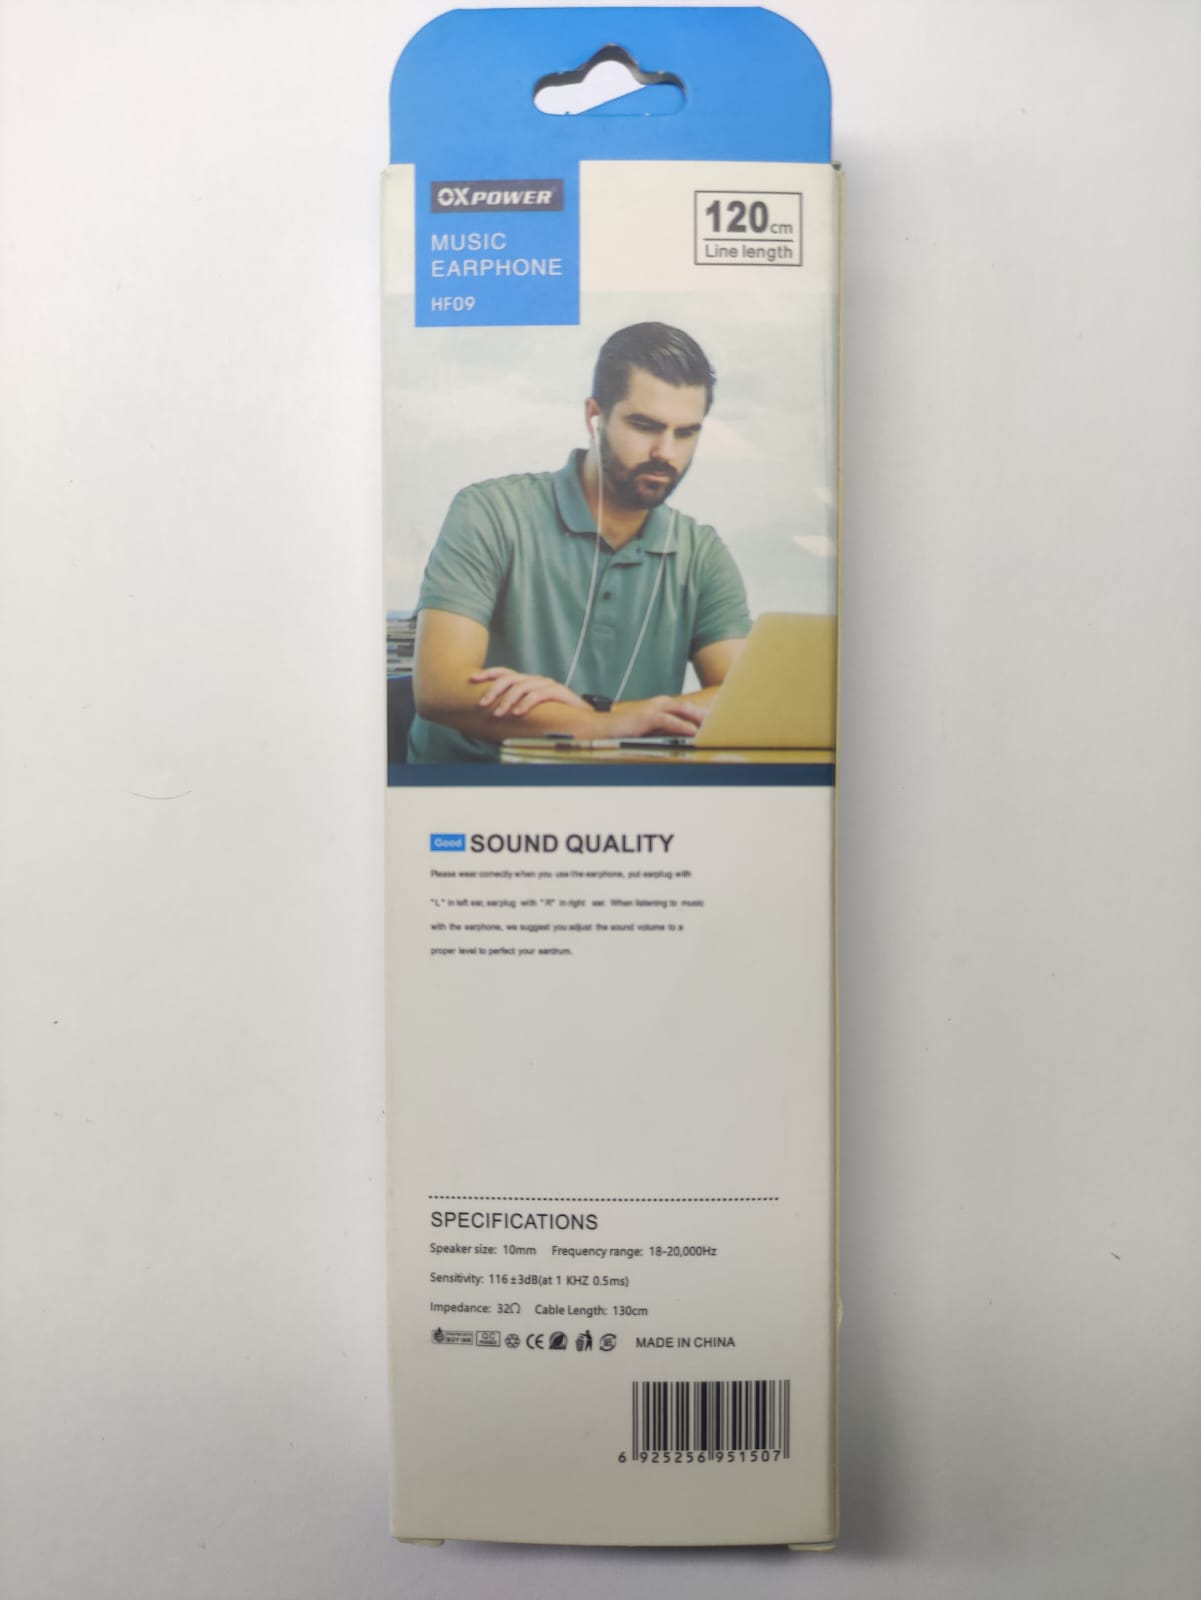 OXPOWER
MUSIC
EARPHONE
HF09
120cm
Line length
Good SOUND QUALITY
Please wear correctly when you use the earphone, put earplug with
"L" in left ear, earplug with "R" in right ear. When listening to music
with the earphone, we suggest you adjust the sound volume to a
proper level to perfect your eardrum.
SPECIFICATIONS
Speaker size: 10mm Frequency range: 18-20,000Hz
Sensitivity: 116±3dB(at 1 KHZ 0.5ms)
Impedance: 32Ω Cable Length: 130cm
SOY INK QC CE MADE IN CHINA
6 925256 951507